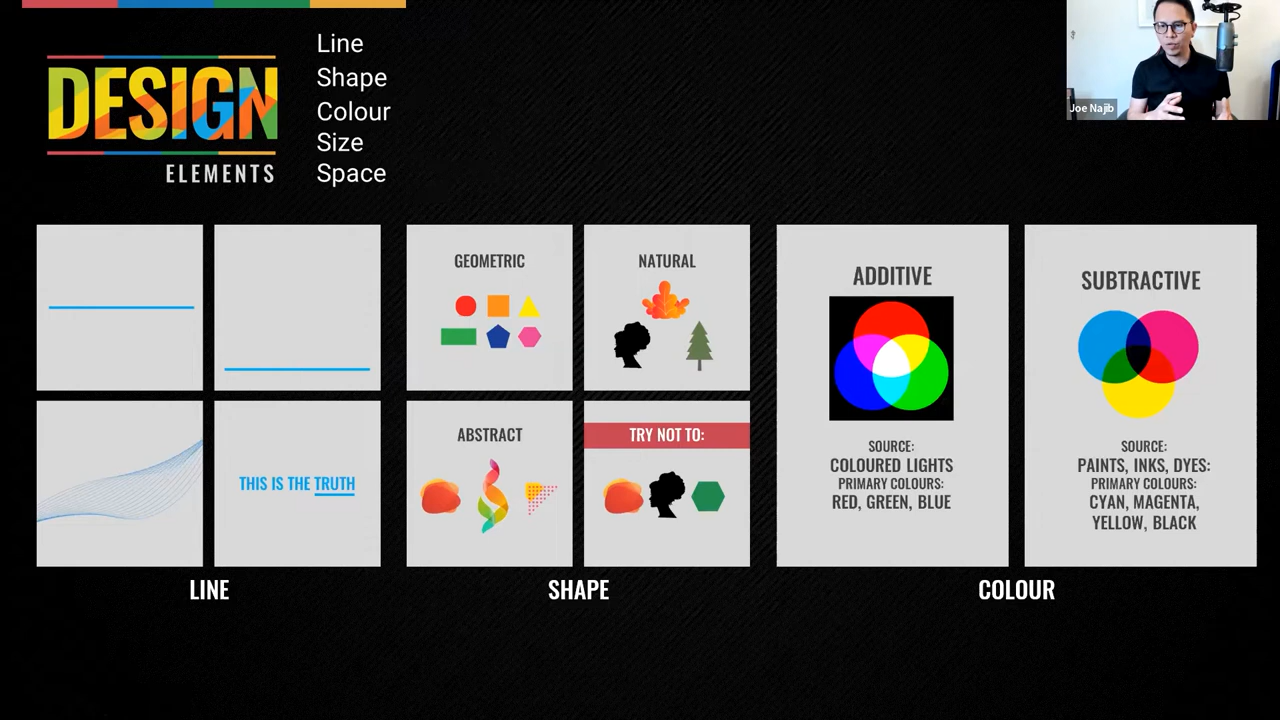 DESIGN
ELEMENTS
Line
Shape
Colour
Size
Space
Joe Najib
THIS IS THE TRUTH
LINE
GEOMETRIC
NATURAL
ABSTRACT
TRY NOT TO:
SHAPE
ADDITIVE
SOURCE:
COLOURED LIGHTS
PRIMARY COLOURS:
RED, GREEN, BLUE
SUBTRACTIVE
SOURCE:
PAINTS, INKS, DYES:
PRIMARY COLOURS:
CYAN, MAGENTA,
YELLOW, BLACK
COLOUR